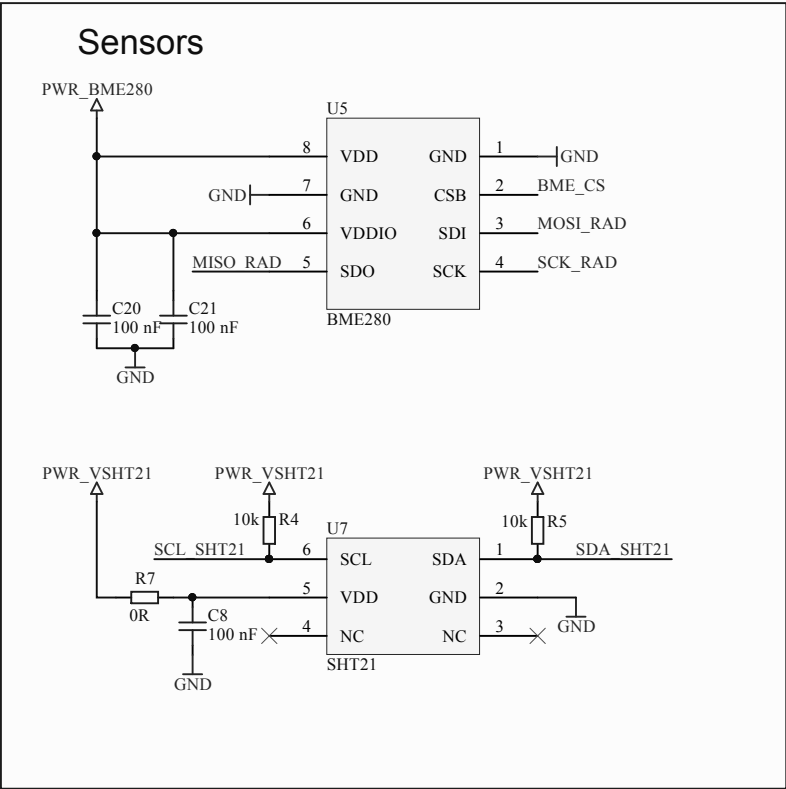 Sensors
PWR_BME280
U5
8 VDD GND 1 GND
GND 7 GND CSB 2 BME_CS
6 VDDIO SDI 3 MOSI_RAD
MISO_RAD 5 SDO SCK 4 SCK_RAD
C20 C21
100 nF 100 nF
BME280
GND
PWR_VSHT21 PWR_VSHT21 PWR_VSHT21
10k R4 10k R5
U7
SCL_SHT21 6 SCL SDA 1 SDA_SHT21
R7
5 VDD GND 2
0R C8 GND
100 nF 4 NC NC 3
SHT21
GND